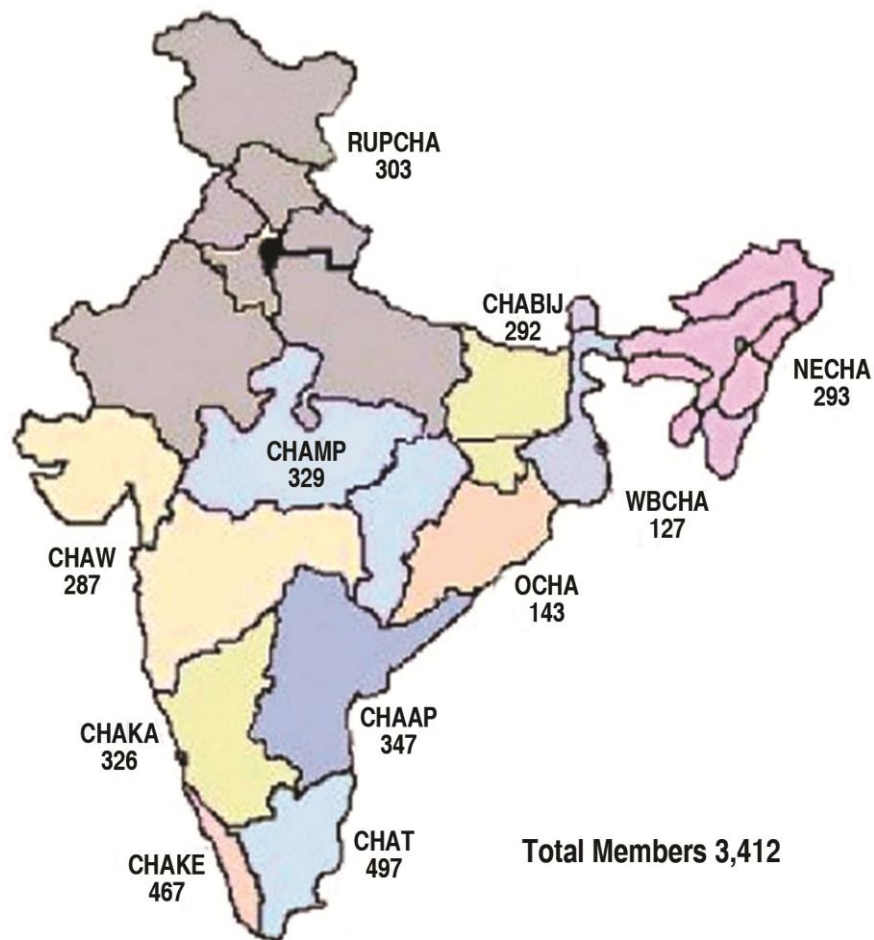 RUPCHA
303
CHABIJ
292
NECHA
293
CHAMP
329
WBCHA
127
CHAW
287
OCHA
143
CHAKA
326
CHAAP
347
CHAKE
467
CHAT
497
Total Members 3,412